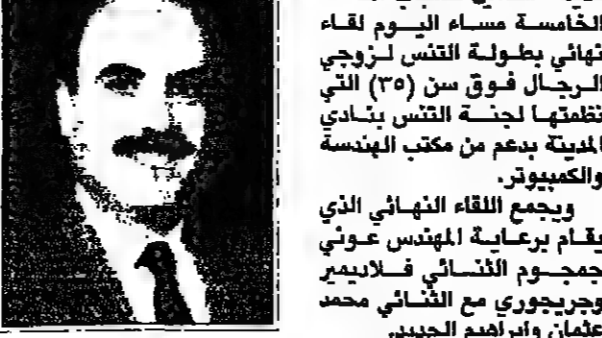 الخامسة مساء اليوم لقاء
نهائي بطولة التنس لزوجي
الرجال فوق سن (٣٥) التي
نظمتها لجنة التنس بنادي
المدينة بدعم من مكتب الهندسة
والكمبيوتر.
ويجمع اللقاء النهائي الذي
يقام برعاية المهندس عوني
جمجوم الثنائي فلاديمير
وجريجوري مع الثنائي محمد
عثمان وابراهيم الحديد.